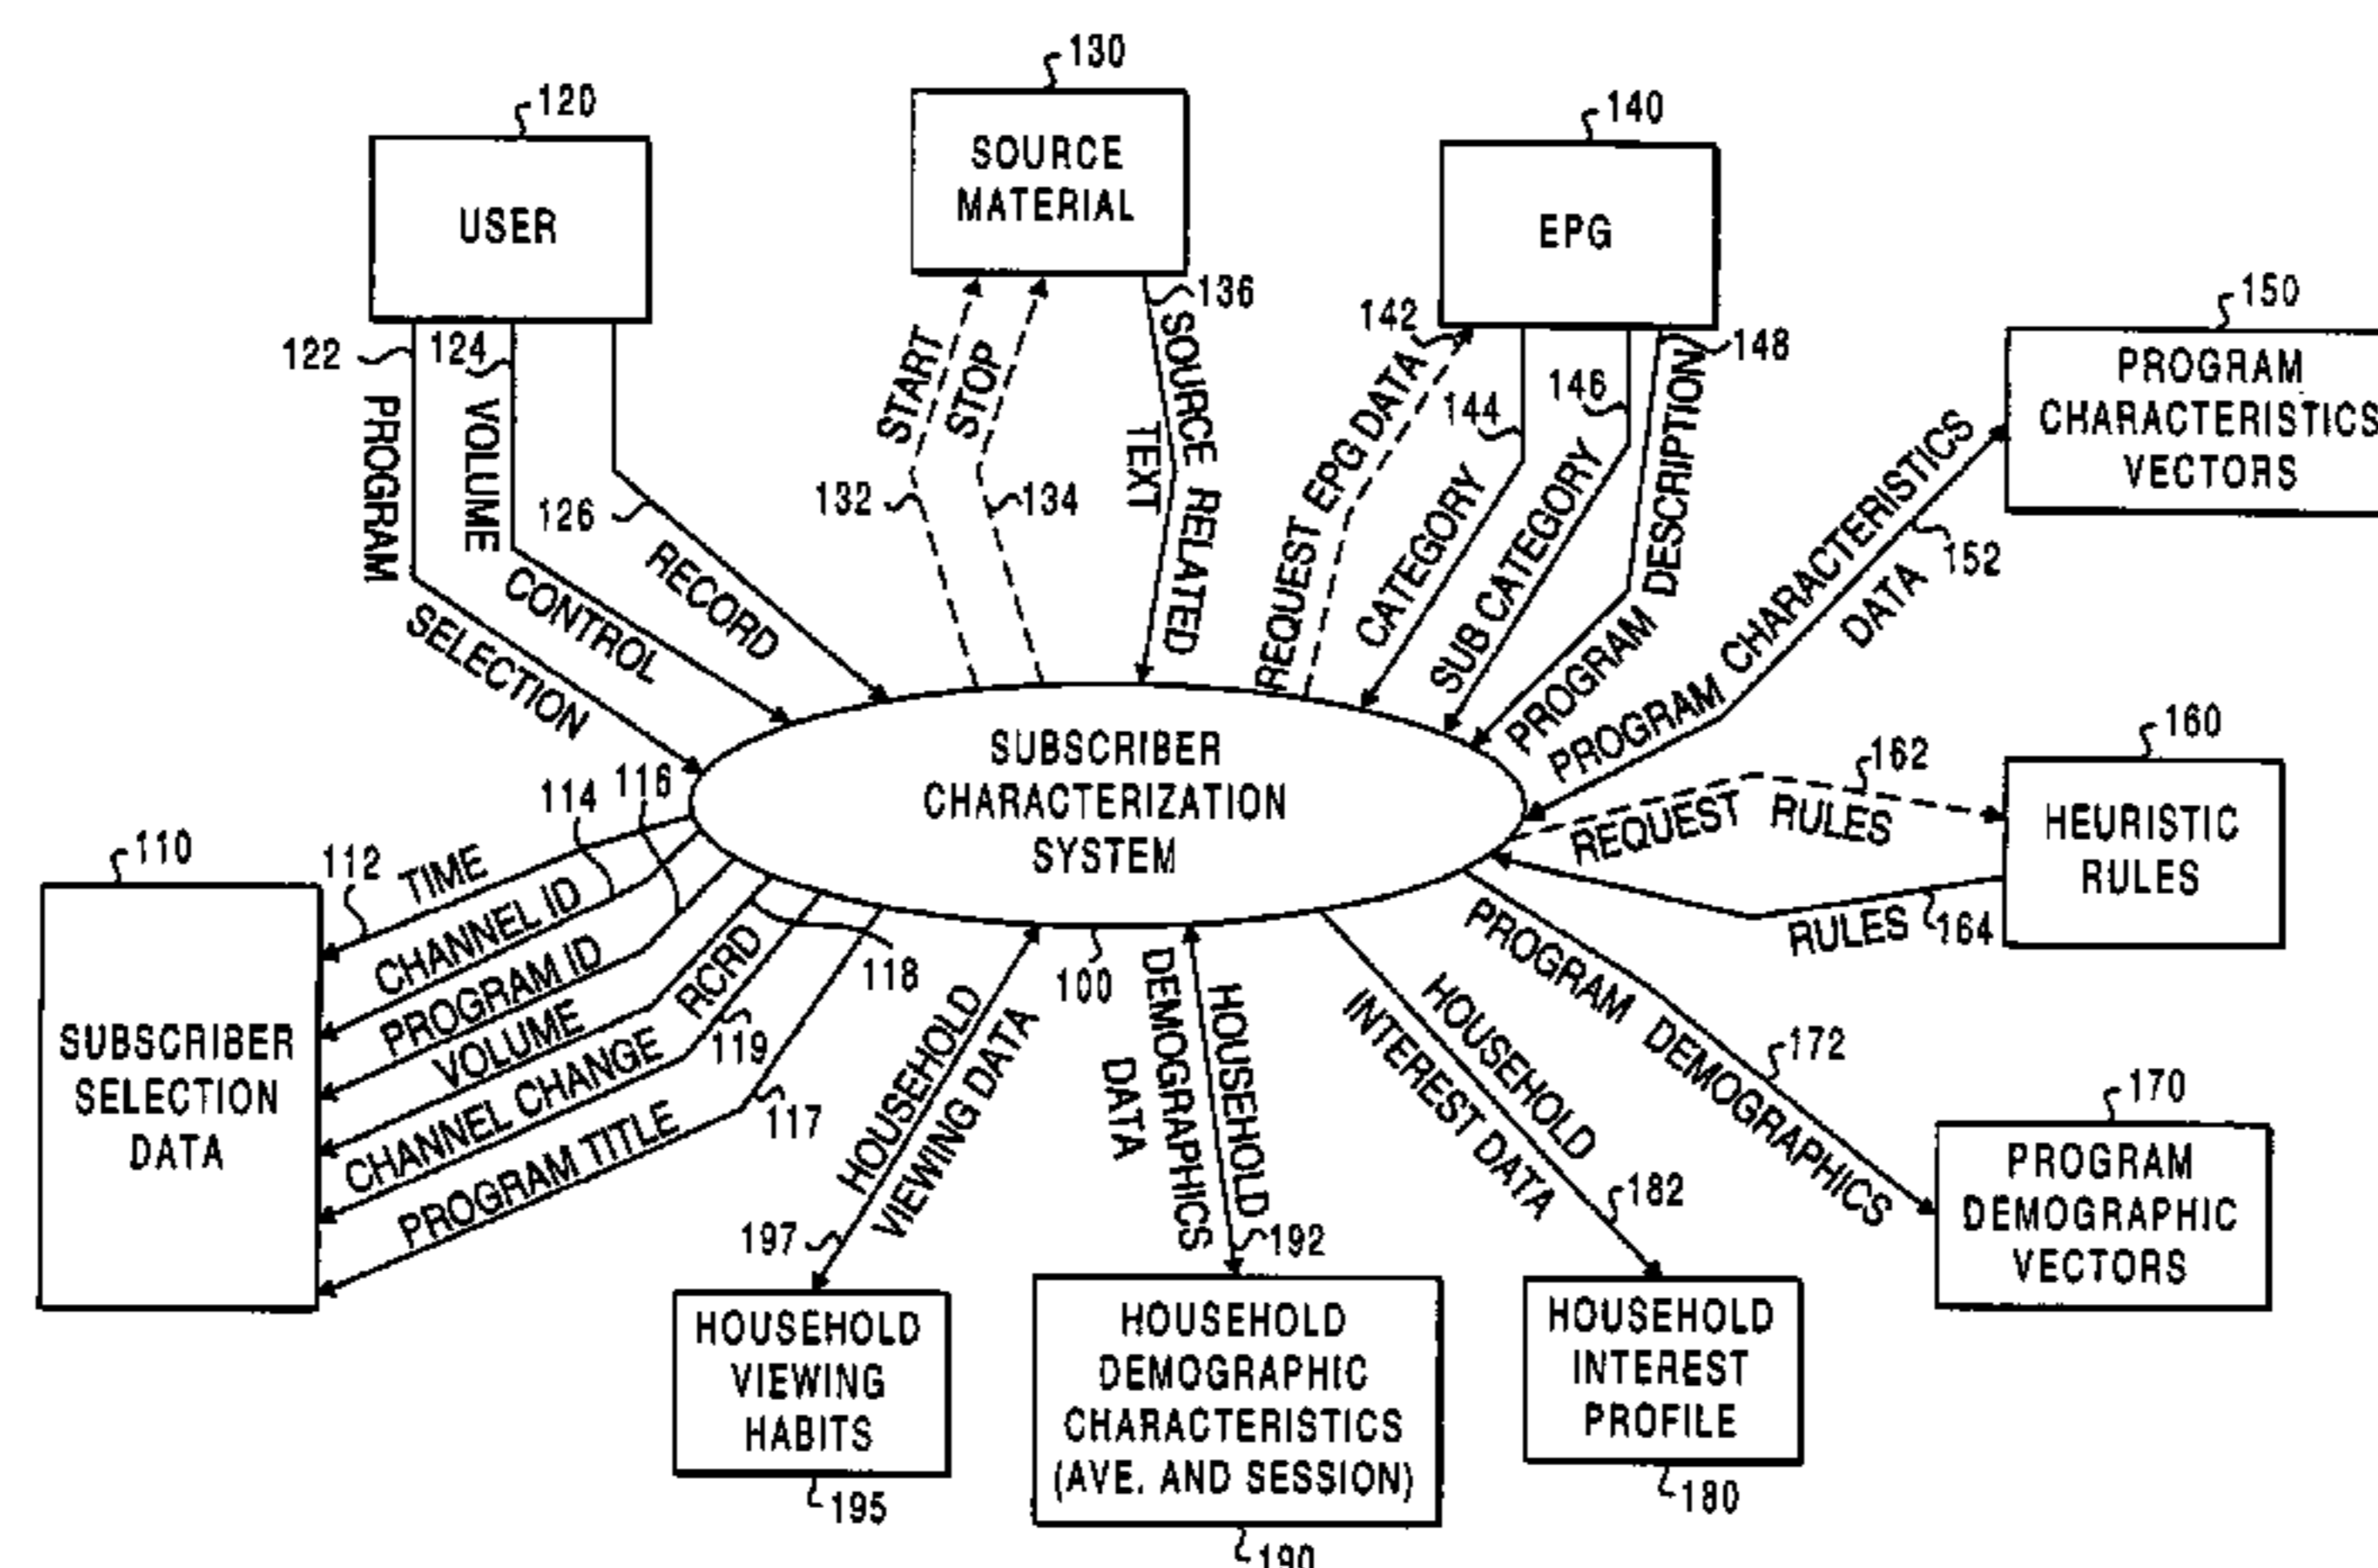 130
120
140
SOURCE
MATERIAL
USER
EPG
136
150
122
124
142
148
PROGRAM
CHARACTERISTICS
VECTORS
START
STOP
SOURCE RELATED
TEXT
144
146
PROGRAM
SELECTION
VOLUME
CONTROL
126
RECORD
132
134
REQUEST EPG DATA
CATEGORY
SUB CATEGORY
PROGRAM DESCRIPTION
PROGRAM CHARACTERISTICS
DATA
152
SUBSCRIBER
CHARACTERIZATION
SYSTEM
160
162
REQUEST RULES
HEURISTIC
RULES
RULES
164
114
116
110
112
TIME
CHANNEL ID
PROGRAM ID
VOLUME
RCRD
CHANNEL CHANGE
PROGRAM TITLE
118
119
117
100
SUBSCRIBER
SELECTION
DATA
HOUSEHOLD
VIEWING DATA
HOUSEHOLD
DEMOGRAPHICS
DATA
HOUSEHOLD
INTEREST DATA
PROGRAM DEMOGRAPHICS
172
170
PROGRAM
DEMOGRAPHIC
VECTORS
197
192
182
HOUSEHOLD
VIEWING
HABITS
HOUSEHOLD
DEMOGRAPHIC
CHARACTERISTICS
(AVE. AND SESSION)
HOUSEHOLD
INTEREST
PROFILE
195
190
180